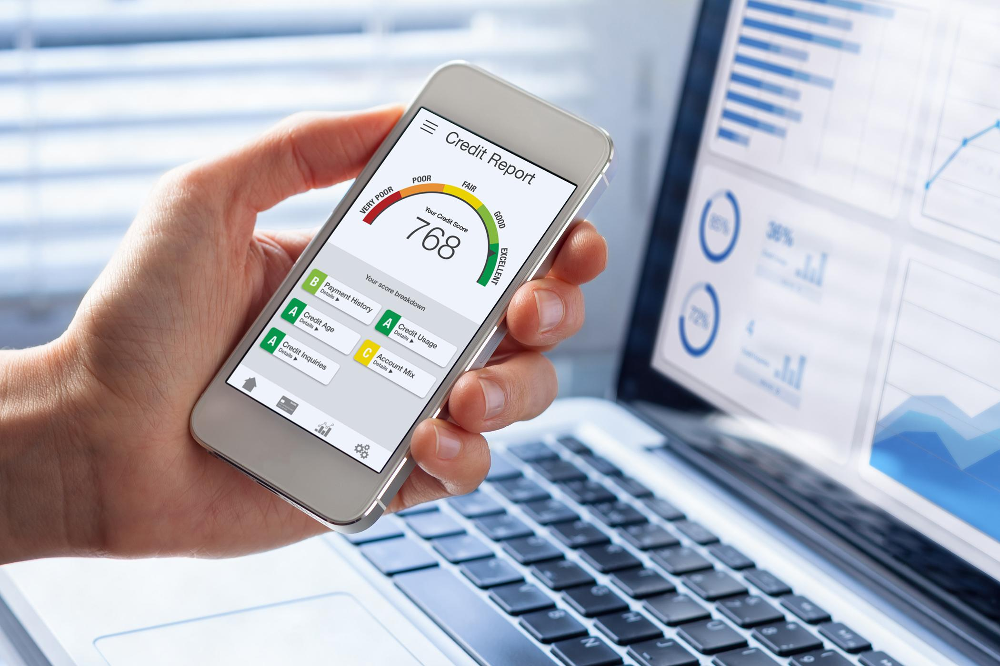 Credit Report
VERY POOR
POOR
FAIR
GOOD
EXCELLENT
Your Credit Score
768
Your score breakdown
B
Payment History
Details ▶
A
Credit Usage
Details ▶
A
Credit Age
Details ▶
C
Account Mix
Details ▶
A
Credit Inquiries
Details ▶
85%
36%
72%
4
N
J
H
U